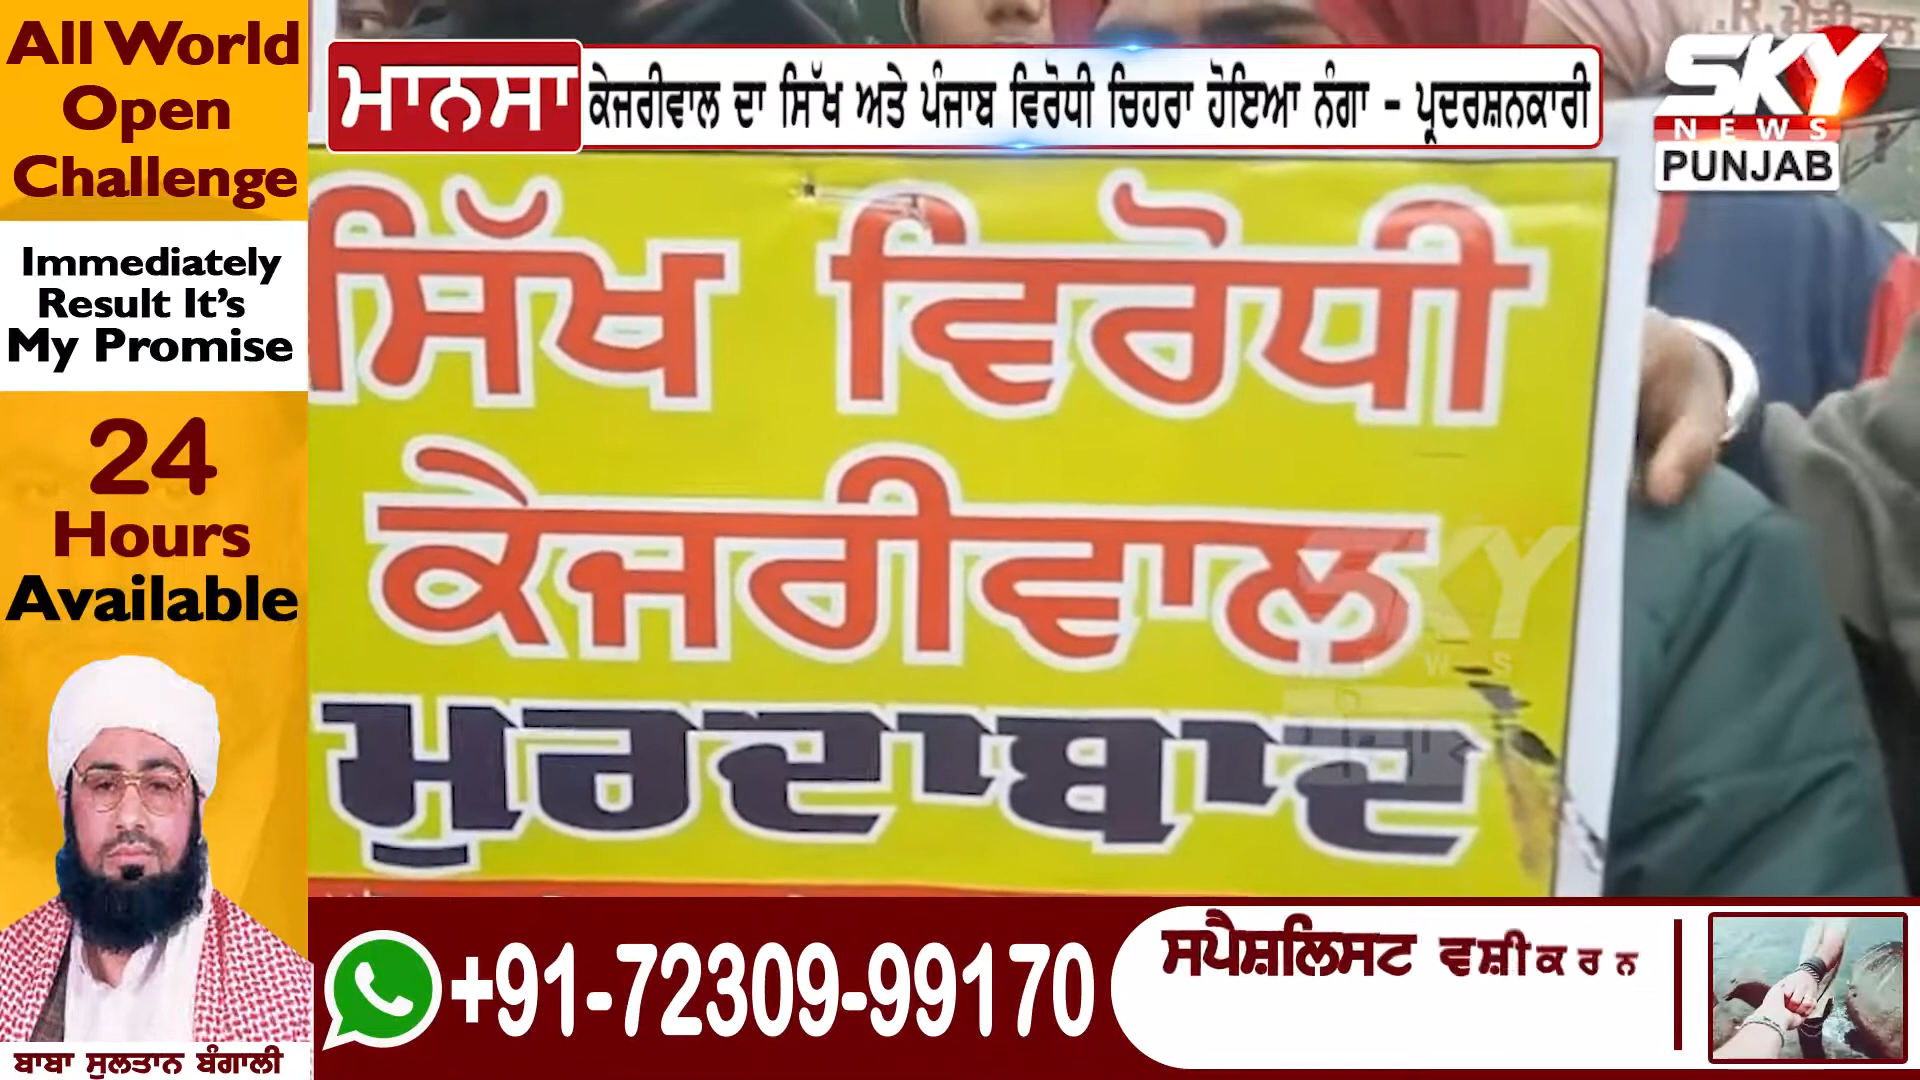 All World
Open
Challenge
Immediately
Result It's
My Promise
24
Hours
Available
ਬਾਬਾ ਸੁਲਤਾਨ ਬੰਗਾਲੀ
ਮਾਨਸਾ
ਕੇਜਰੀਵਾਲ ਦਾ ਸਿੱਖ ਅਤੇ ਪੰਜਾਬ ਵਿਰੋਧੀ ਚਿਹਰਾ ਹੋਇਆ ਨੰਗਾ - ਪ੍ਰਦਰਸ਼ਨਕਾਰੀ
SKY
NEWS
PUNJAB
ਸਿੱਖ ਵਿਰੋਧੀ
ਕੇਜਰੀਵਾਲ
ਮੁਰਦਾਬਾਦ
+91-72309-99170
ਸਪੈਸ਼ਲਿਸਟ ਵਸ਼ੀਕਰਨ